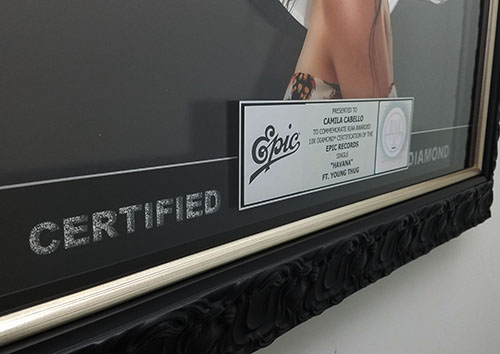 PRESENTED TO
CAMILA CABELLO
TO COMMEMORATE RIAA AWARDED
10X DIAMOND CERTIFICATION OF THE
EPIC RECORDS
SINGLE
"HAVANA"
FT. YOUNG THUG
Epic
CERTIFIED DIAMOND